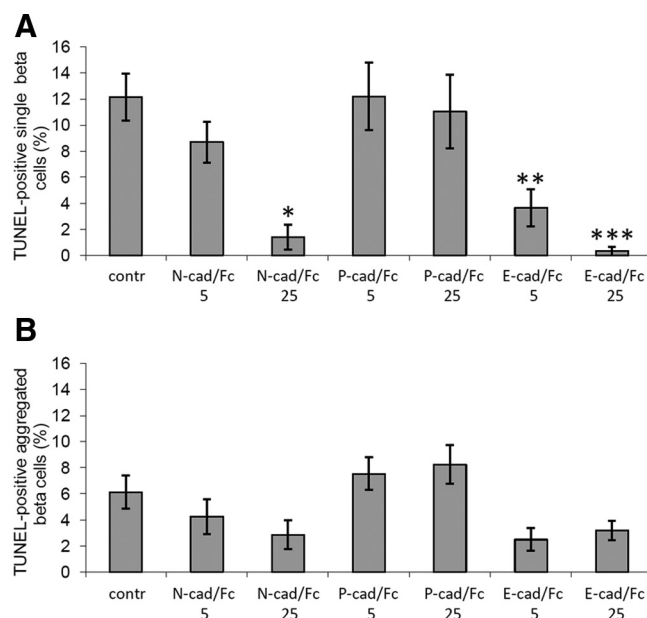 A
TUNEL-positive single beta
cells (%)
16
14
12
10
8
6
4
2
0
*
**
***
contr N-cad/Fc N-cad/Fc P-cad/Fc P-cad/Fc E-cad/Fc E-cad/Fc
5 25 5 25 5 25
B
TUNEL-positive aggregated
beta cells (%)
16
14
12
10
8
6
4
2
0
contr N-cad/Fc N-cad/Fc P-cad/Fc P-cad/Fc E-cad/Fc E-cad/Fc
5 25 5 25 5 25